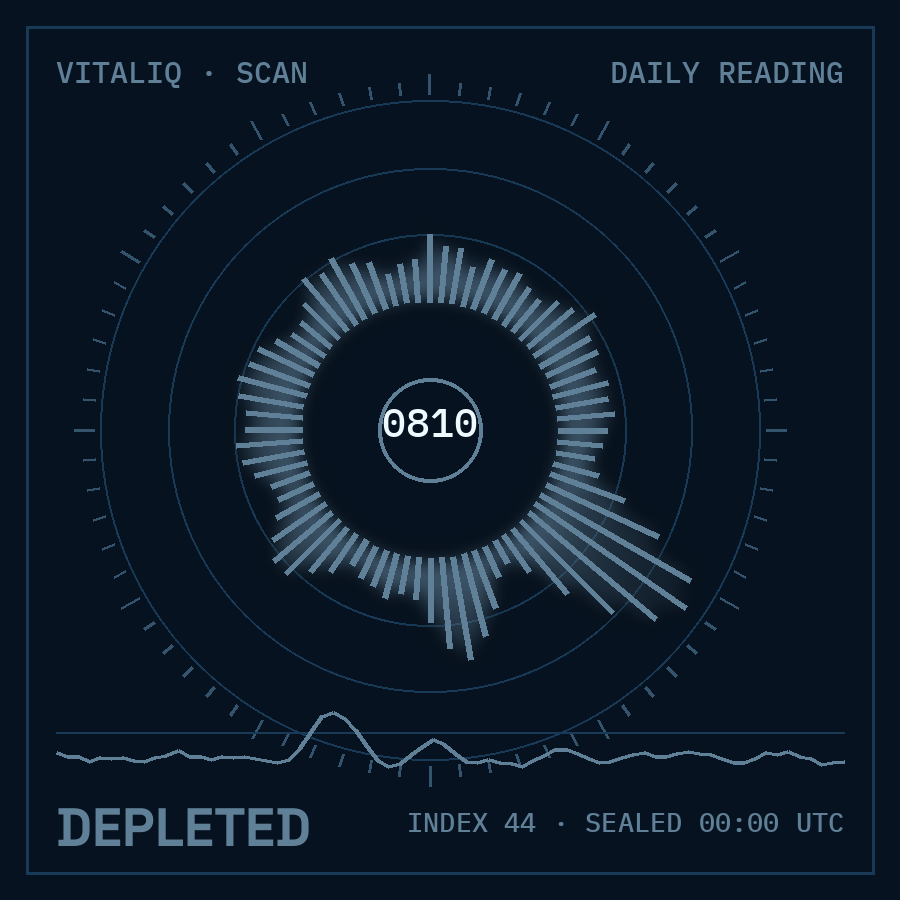 VITALIQ · SCAN
DAILY READING
0810
DEPLETED
INDEX 44 · SEALED 00:00 UTC